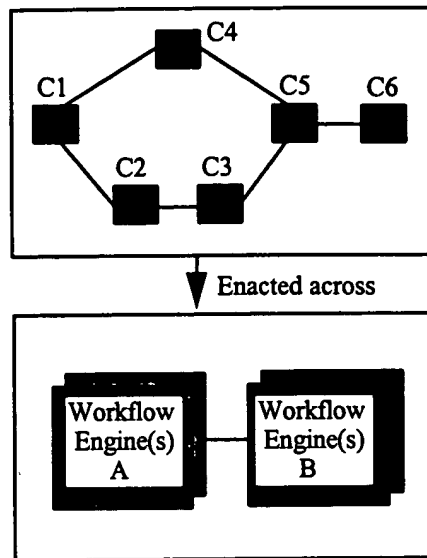 C4
C1
C5
C6
C2
C3
Enacted across
Workflow
Engine(s)
A
Workflow
Engine(s)
B